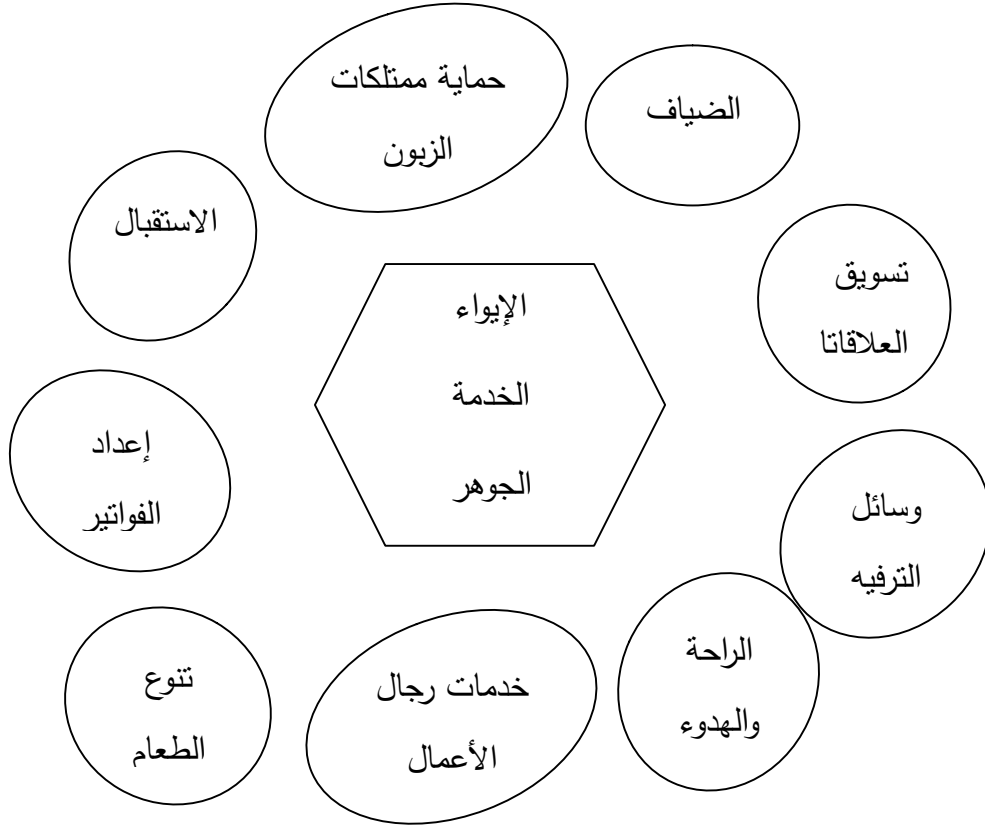 حماية ممتلكات
الزبون
الضياف
الاستقبال
تسويق
العلاقاتا
الإيواء
الخدمة
الجوهر
إعداد
الفواتير
وسائل
الترفيه
الراحة
والهدوء
تنوع
الطعام
خدمات رجال
الأعمال